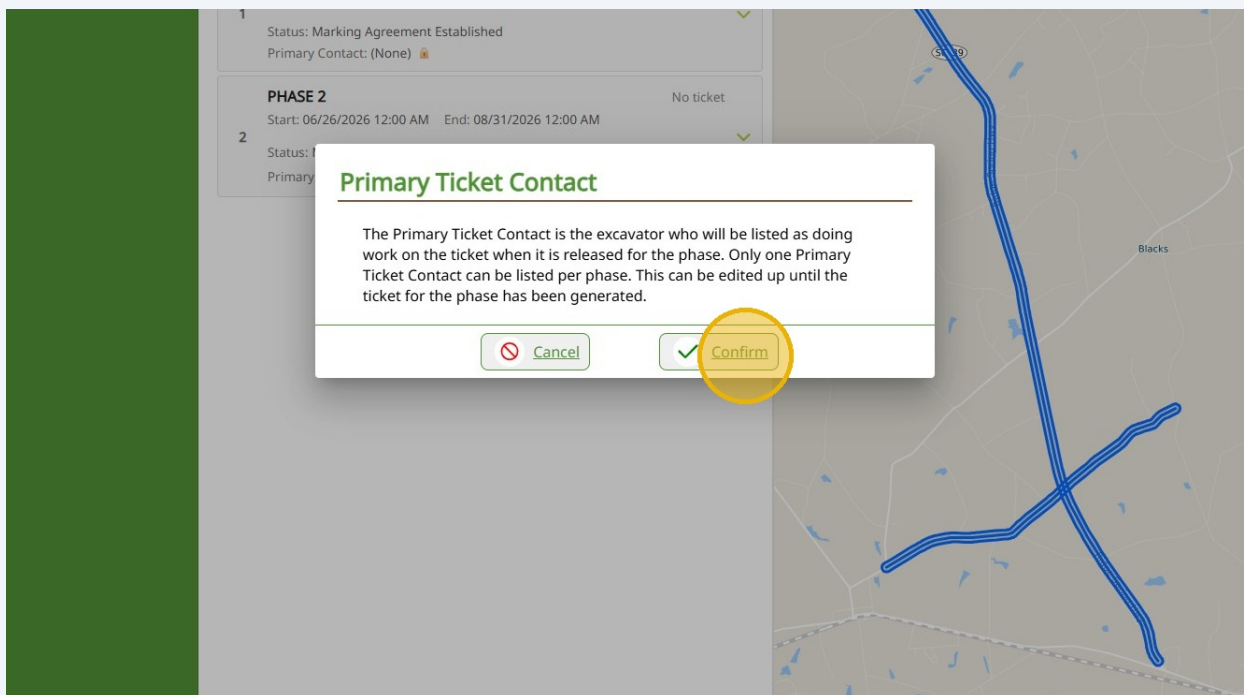 1
Status: Marking Agreement Established
Primary Contact: (None)
PHASE 2
No ticket
Start: 06/26/2026 12:00 AM End: 08/31/2026 12:00 AM
2
Status:
Primary
Primary Ticket Contact
The Primary Ticket Contact is the excavator who will be listed as doing
work on the ticket when it is released for the phase. Only one Primary
Ticket Contact can be listed per phase. This can be edited up until the
ticket for the phase has been generated.
Cancel
Confirm
Blacks